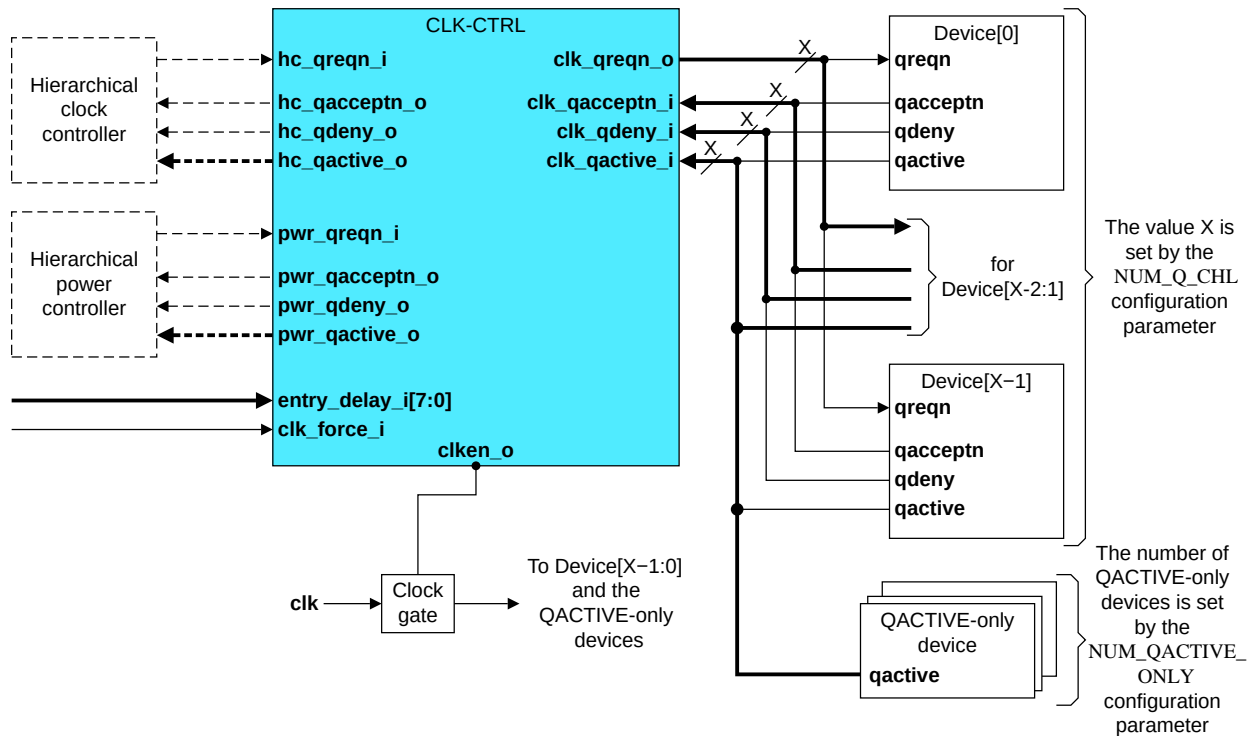 CLK-CTRL
Hierarchical
clock
controller
hc_qreqn_i
hc_qacceptn_o
hc_qdeny_o
hc_qactive_o
clk_qreqn_o
clk_qacceptn_i
clk_qdeny_i
clk_qactive_i
X
X
X
X
Device[0]
qreqn
qacceptn
qdeny
qactive
Hierarchical
power
controller
pwr_qreqn_i
pwr_qacceptn_o
pwr_qdeny_o
pwr_qactive_o
for
Device[X-2:1]
The value X is
set by the
NUM_Q_CHL
configuration
parameter
entry_delay_i[7:0]
clk_force_i
clken_o
Device[X−1]
qreqn
qacceptn
qdeny
qactive
clk
Clock
gate
To Device[X−1:0]
and the
QACTIVE-only
devices
QACTIVE-only
device
qactive
The number of
QACTIVE-only
devices is set
by the
NUM_QACTIVE_
ONLY
configuration
parameter